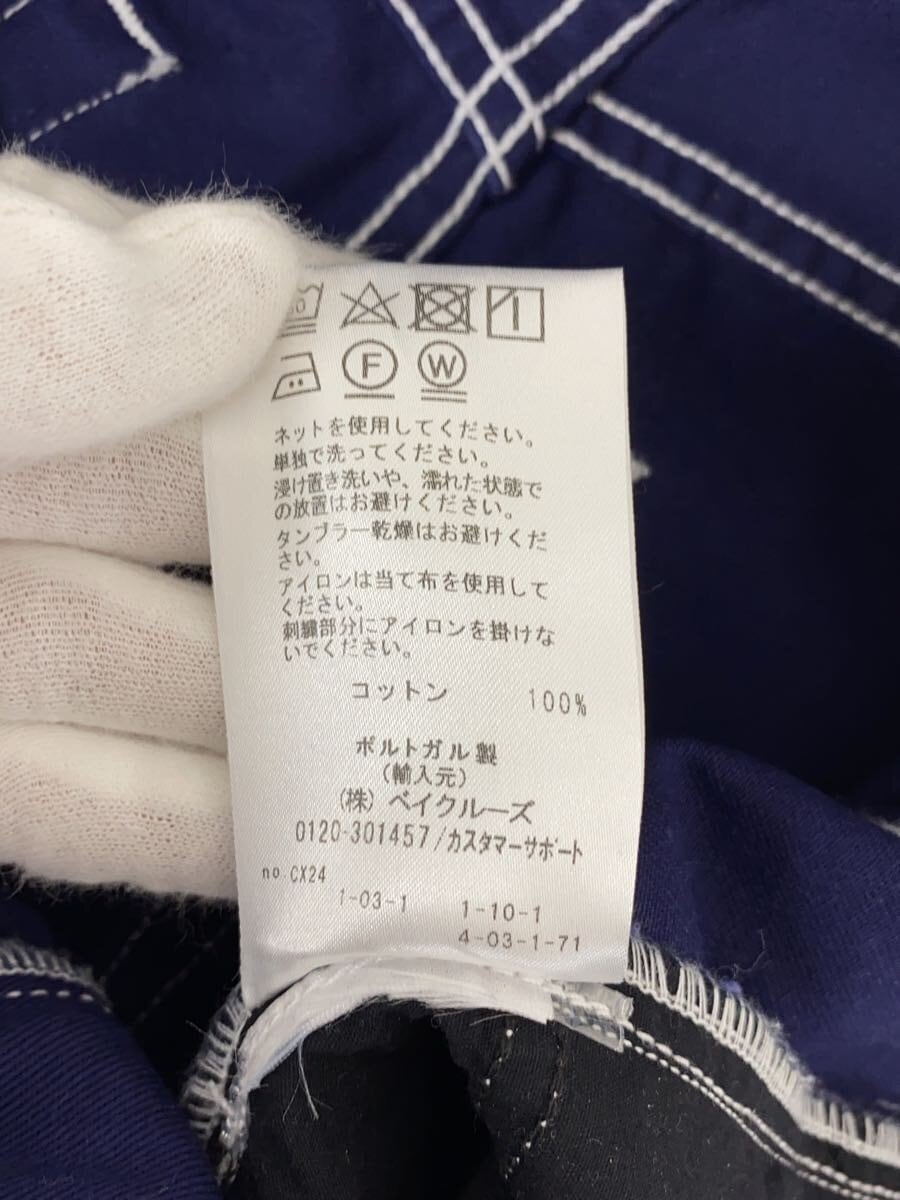 F W
ネットを使用してください。
単独で洗ってください。
浸け置き洗いや、濡れた状態で
の放置はお避けください。
タンブラー乾燥はお避けくだ
さい。
アイロンは当て布を使用して
ください。
刺繍部分にアイロンを掛けな
いでください。
コットン 100%
ポルトガル製
(輸入元)
(株) ベイクルーズ
0120-301457/カスタマーサポート
no CX24
1-03-1 1-10-1
4-03-1-71